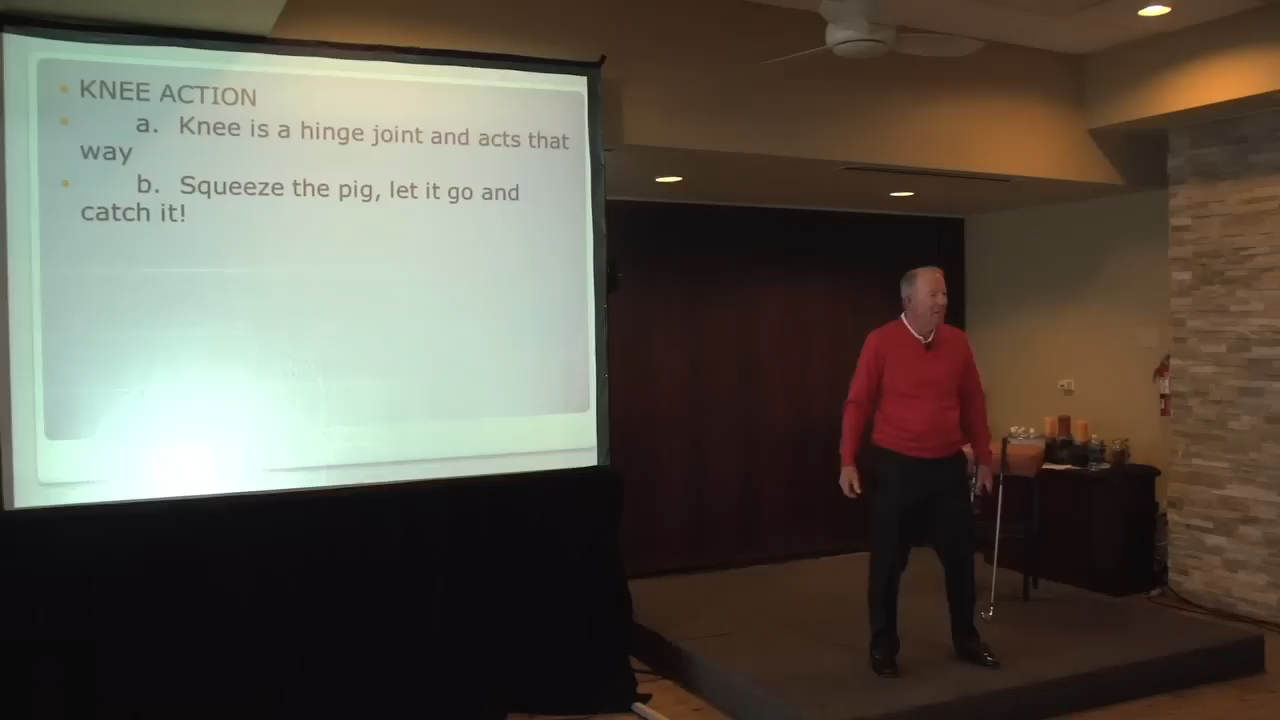 KNEE ACTION
a. Knee is a hinge joint and acts that
way
b. Squeeze the pig, let it go and
catch it!